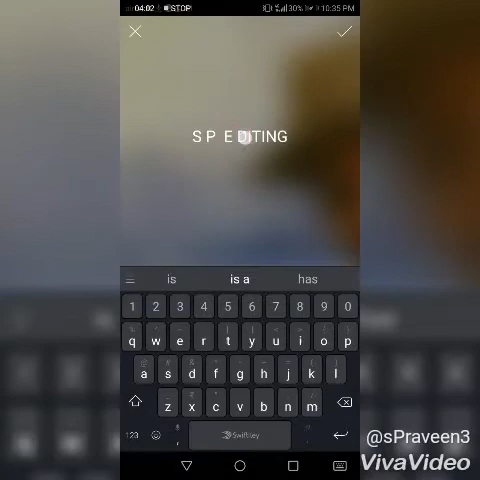 04:02 STOP! 30% 10:35 PM
S P E DITING
is is a has
1 2 3 4 5 6 7 8 9 0
q w e r t y u i o p
a s d f g h j k l
z x c v b n m
123 , SwiftKey
@sPraveen3
VivaVideo